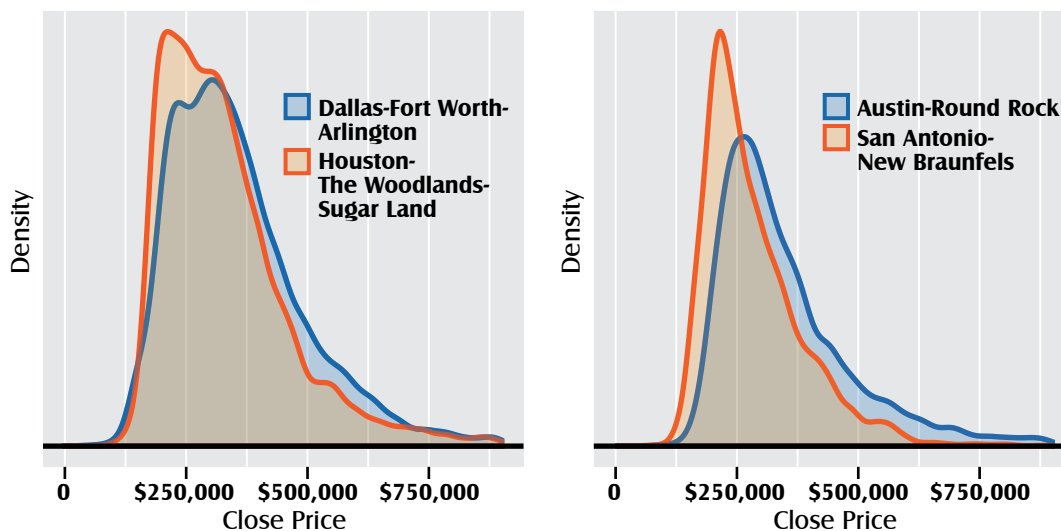 Dallas-Fort Worth-
Arlington
Houston-
The Woodlands-
Sugar Land
Density
0
$250,000
$500,000
$750,000
Close Price
Austin-Round Rock
San Antonio-
New Braunfels
Density
0
$250,000
$500,000
$750,000
Close Price